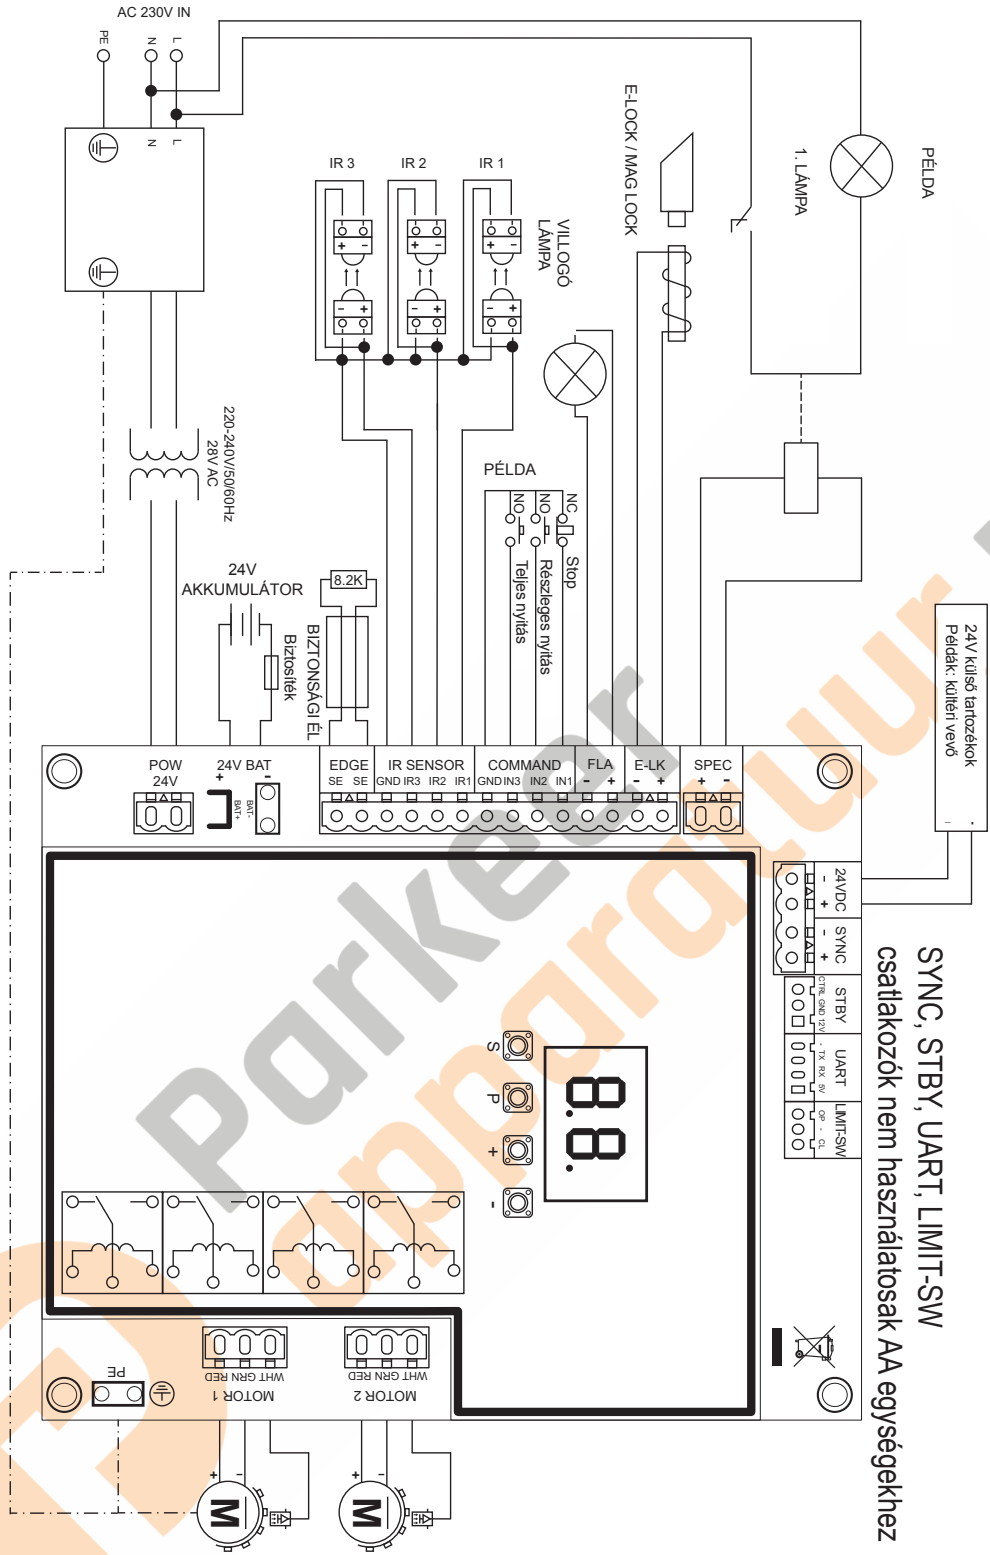 AC 230V IN
PE
N
L
N
L
PÉLDA
1. LÁMPA
E-LOCK / MAG LOCK
VILLOGÓ
LÁMPA
IR 3
IR 2
IR 1
+ -
+ -
+ -
- +
- +
- +
220-240V/50/60Hz
28V AC
24V
AKKUMULÁTOR
Biztosíték
8.2K
BIZTONSÁGI ÉL
PÉLDA
NO
NO
NC
Teljes nyitás
Részleges nyitás
Stop
24V külső tartozékok
Példák: kültéri vevő
- +
POW
24V
24V BAT
+ -
BAT+
BAT-
EDGE
SE SE
IR SENSOR
GND IR3 IR2 IR1
COMMAND
GND IN3 IN2 IN1
FLA
- +
E-LK
- +
SPEC
+ -
24VDC
- +
SYNC
- +
STBY
CTRL GND 12V
UART
- TX RX 5V
LIMIT-SW
OP - CL
SYNC, STBY, UART, LIMIT-SW
csatlakozók nem használatosak AA egységekhez
S
P
+
-
8.8.
PE
WHT GRN RED
MOTOR 1
WHT GRN RED
MOTOR 2
+ -
M
+ -
M
Parkeer
apparatuur